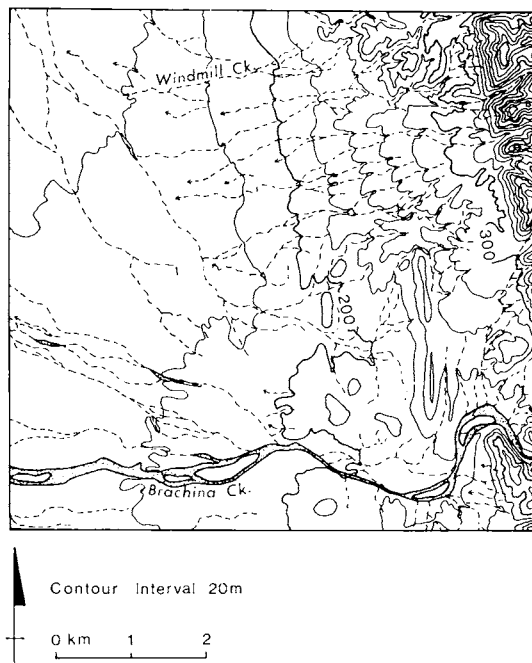 Windmill Ck.
300
200
Brachina Ck.
Contour Interval 20m
0 km 1 2